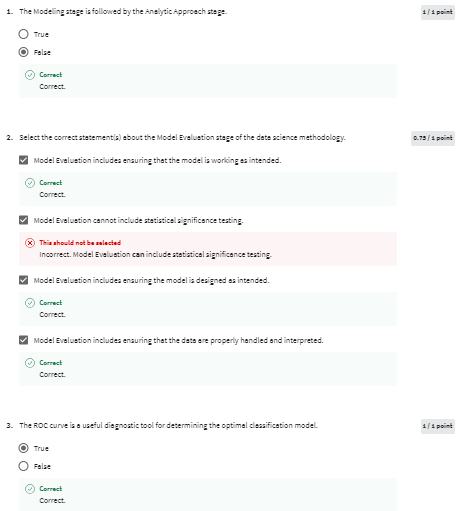 1. The Modeling stage is followed by the Analytic Approach stage.
1 / 1 point
True
False
Correct
Correct.
2. Select the correct statement(s) about the Model Evaluation stage of the data science methodology.
0.75 / 1 point
Model Evaluation includes ensuring that the model is working as intended.
Correct
Correct.
Model Evaluation cannot include statistical significance testing.
This should not be selected
Incorrect. Model Evaluation can include statistical significance testing.
Model Evaluation includes ensuring the model is designed as intended.
Correct
Correct.
Model Evaluation includes ensuring that the data are properly handled and interpreted.
Correct
Correct.
3. The ROC curve is a useful diagnostic tool for determining the optimal classification model.
1 / 1 point
True
False
Correct
Correct.